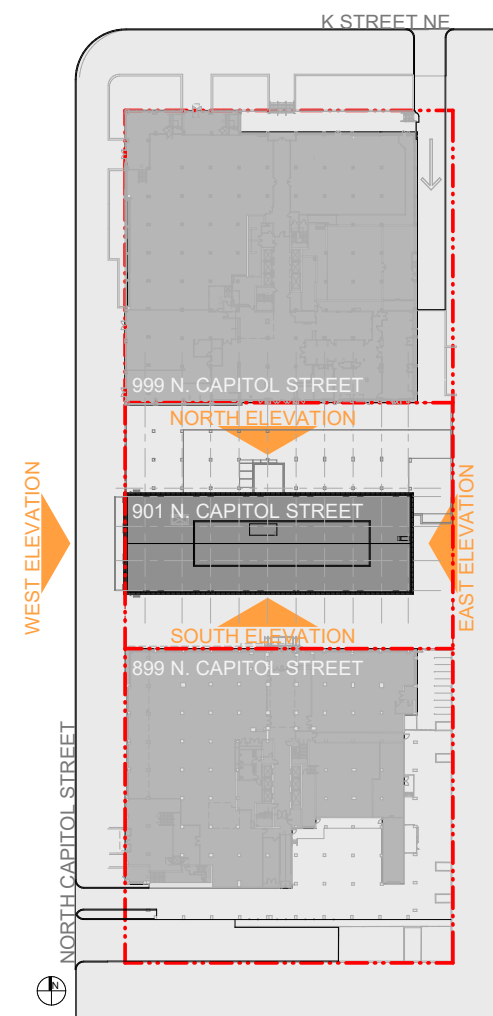 K STREET NE
999 N. CAPITOL STREET
NORTH ELEVATION
901 N. CAPITOL STREET
WEST ELEVATION
EAST ELEVATION
SOUTH ELEVATION
899 N. CAPITOL STREET
NORTH CAPITOL STREET
N